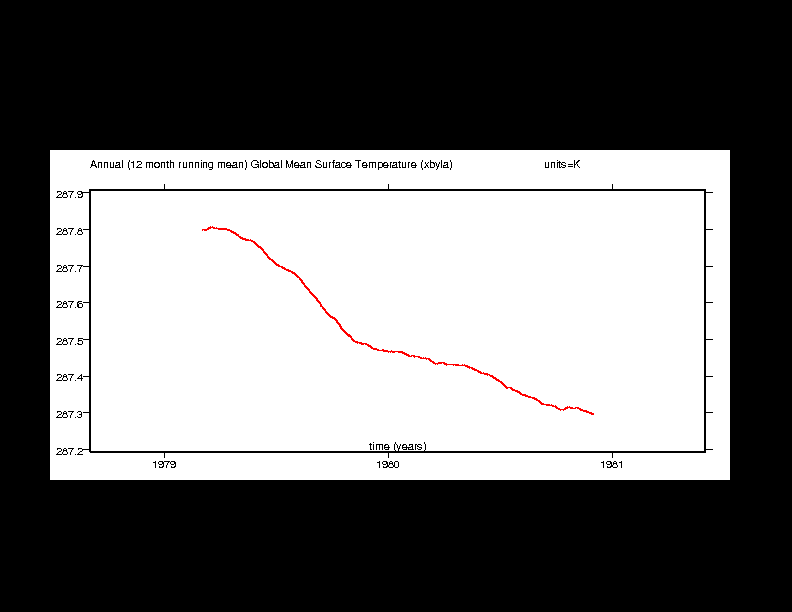 Annual (12 month running mean) Global Mean Surface Temperature (xbyla) units=K
287.9
287.8
287.7
287.6
287.5
287.4
287.3
287.2
time (years)
1979 1980 1981